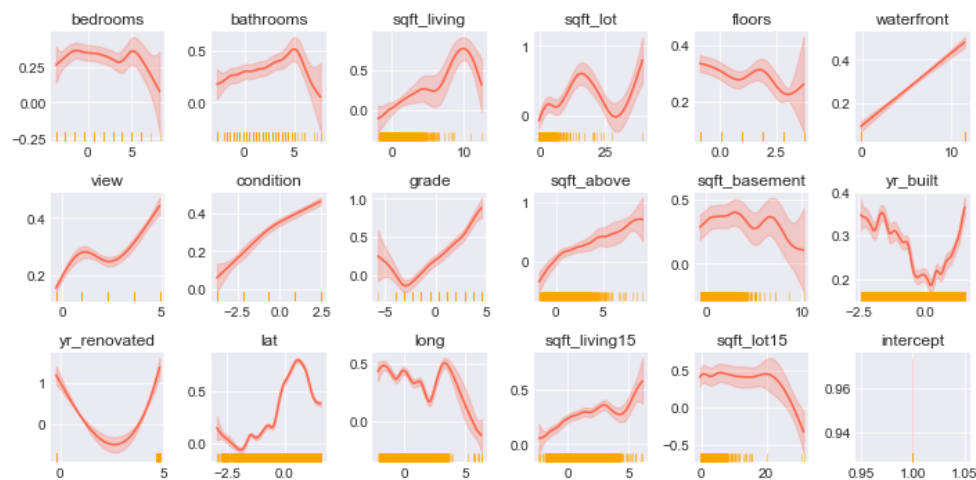 bedrooms bathrooms sqft_living sqft_lot floors waterfront
0.25 0.00 -0.25 0 5
0.5 0.0 0 5
0.5 0.0 0 10
1 0 0 25
0.4 0.2 0.0 2.5
0.4 0.2 0 10
view condition grade sqft_above sqft_basement yr_built
0.4 0.2 0 5
0.4 0.2 0.0 -2.5 0.0 2.5
1.0 0.5 0.0 -5 0 5
1 0 0 5
0.5 0.0 0 10
0.4 0.3 0.2 -2.5 0.0
yr_renovated lat long sqft_living15 sqft_lot15 intercept
1 0 0 5
0.5 0.0 -2.5 0.0
0.5 0.0 0 5
0.5 0.0 0 5
0.5 0.0 -0.5 0 20
0.96 0.94 0.95 1.00 1.05